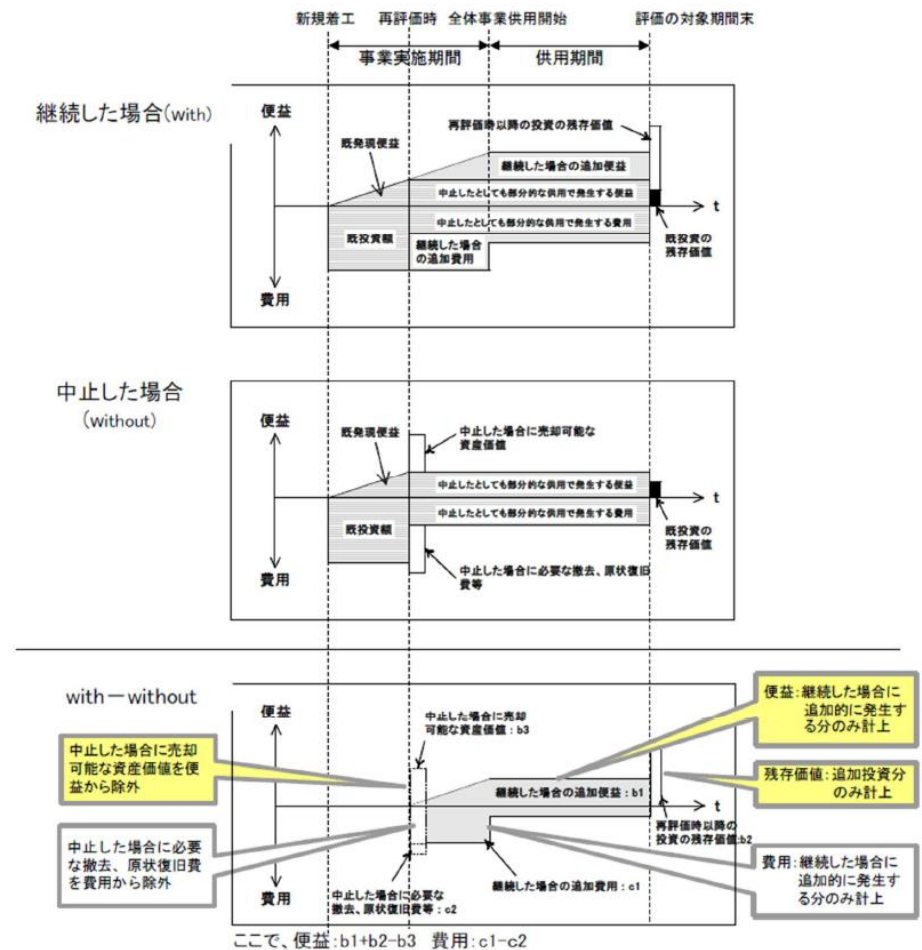 新規着工 再評価時 全体事業供用開始 評価の対象期間末
事業実施期間 供用期間
継続した場合(with)
便益
再評価時以降の投資の残存価値
既発現便益
継続した場合の追加便益
中止したとしても部分的な供用で発生する便益
t
中止したとしても部分的な供用で発生する費用
既投資額
継続した場合
の追加費用
既投資の
残存価値
費用
中止した場合
(without)
便益
既発現便益
中止した場合に売却可能な
資産価値
中止したとしても部分的な供用で発生する便益
t
中止したとしても部分的な供用で発生する費用
既投資額
既投資の
残存価値
費用
中止した場合に必要な撤去、原状復旧
費等
with－without
便益
中止した場合に売却
可能な資産価値：b3
便益：継続した場合に
追加的に発生す
る分のみ計上
中止した場合に売却
可能な資産価値を便
益から除外
継続した場合の追加便益：b1
残存価値：追加投資分
のみ計上
t
再評価時以降の
投資の残存価値:b2
中止した場合に必要
な撤去、原状復旧費
を費用から除外
費用
中止した場合に必要な
撤去、原状復旧費等：c2
継続した場合の追加費用：c1
費用：継続した場合に
追加的に発生す
る分のみ計上
ここで、便益:b1+b2-b3 費用:c1-c2